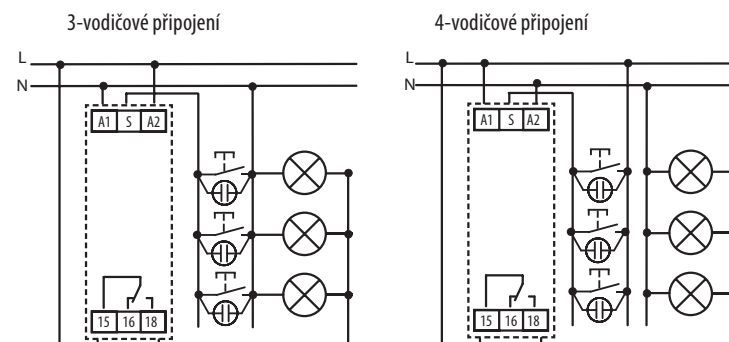 3-vodičové připojení
L
N
A1 S A2
15 16 18
4-vodičové připojení
L
N
A1 S A2
15 16 18